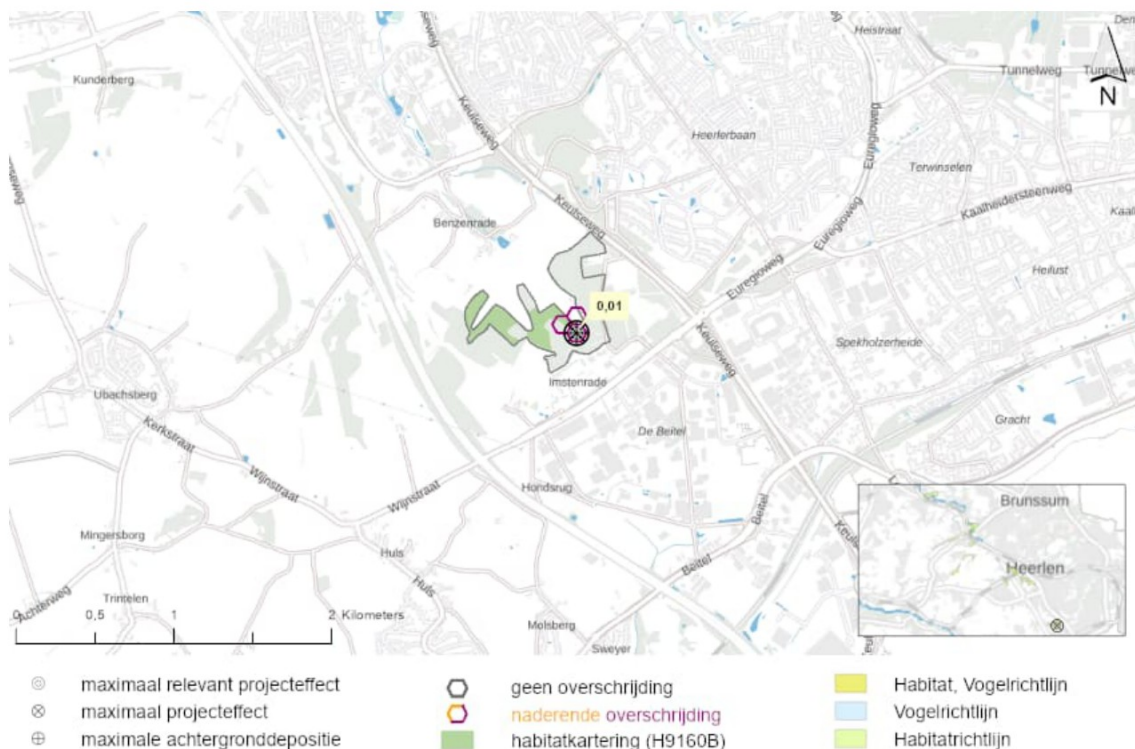 Heistraat
Kunderberg
Tunnelweg
N
Keulseweg
Heerlerbaan
Euregioweg
Terwinselen
Kaalheidersteenweg
Benzenrade
Keulseweg
Euregioweg
Heilust
0,01
Euregioweg
Imstenrade
Keulseweg
Spekholzerheide
Ubachsberg
Kerkstraat
De Beitel
Gracht
Wijnstraat
Wijnstraat
Hondsrug
Beitel
Brunssum
Mingersborg
Huls
Beitel
Heerlen
Achterweg
Trintelen
Huls
0 0,5 1 2 Kilometers
Molsberg
Sweyer
maximaal relevant projecteffect
geen overschrijding
Habitat, Vogelrichtlijn
maximaal projecteffect
naderende overschrijding
Vogelrichtlijn
maximale achtergronddepositie
habitatkartering (H9160B)
Habitatrichtlijn